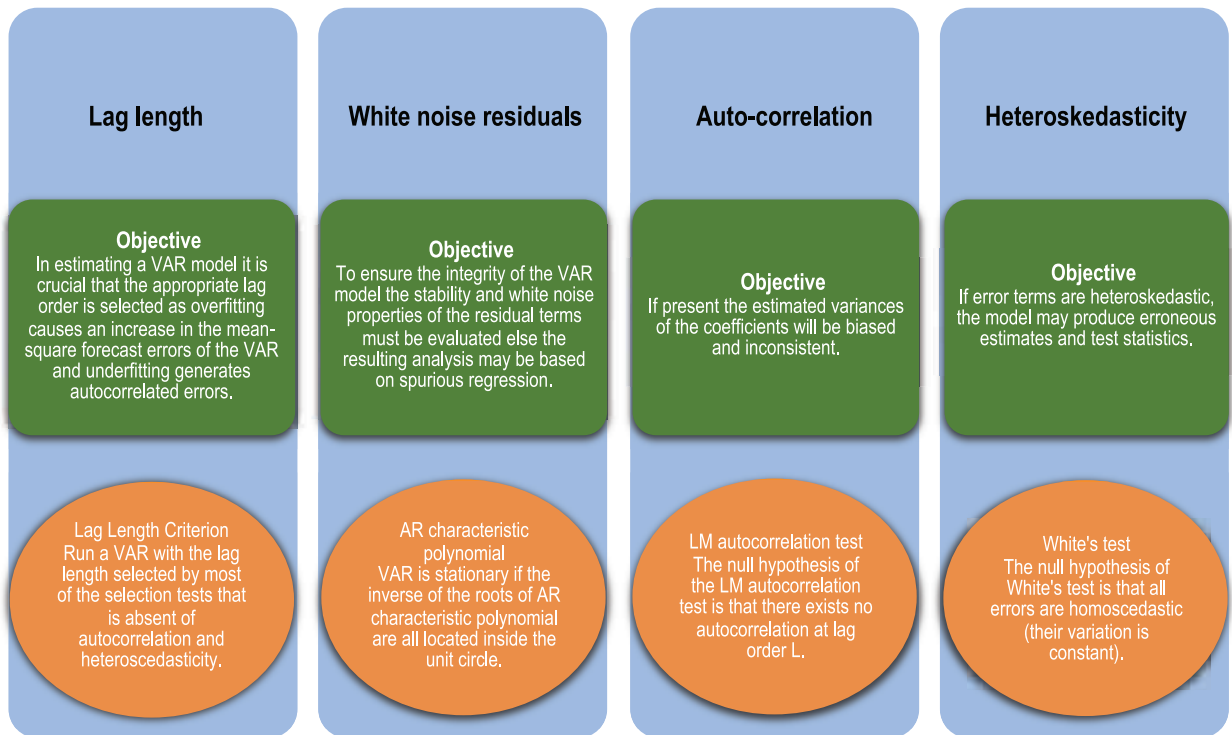 Lag length
Objective
In estimating a VAR model it is
crucial that the appropriate lag
order is selected as overfitting
causes an increase in the mean-
square forecast errors of the VAR
and underfitting generates
autocorrelated errors.
Lag Length Criterion
Run a VAR with the lag
length selected by most
of the selection tests that
is absent of
autocorrelation and
heteroscedasticity.
White noise residuals
Objective
To ensure the integrity of the VAR
model the stability and white noise
properties of the residual terms
must be evaluated else the
resulting analysis may be based
on spurious regression.
AR characteristic
polynomial
VAR is stationary if the
inverse of the roots of AR
characteristic polynomial
are all located inside the
unit circle.
Auto-correlation
Objective
If present the estimated variances
of the coefficients will be biased
and inconsistent.
LM autocorrelation test
The null hypothesis of
the LM autocorrelation
test is that there exists no
autocorrelation at lag
order L.
Heteroskedasticity
Objective
If error terms are heteroskedastic,
the model may produce erroneous
estimates and test statistics.
White's test
The null hypothesis of
White's test is that all
errors are homoscedastic
(their variation is
constant).